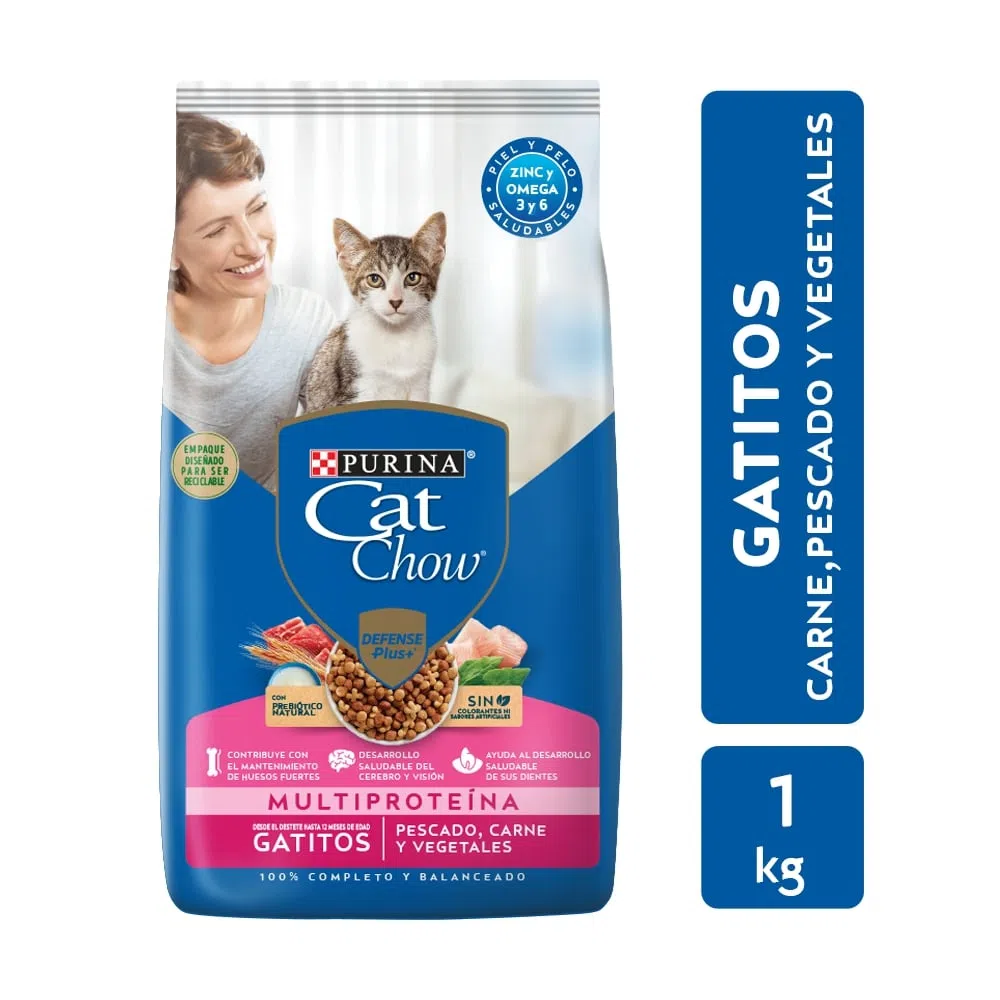 PIEL Y PELO
ZINC y
OMEGA
3 y 6
SALUDABLES
EMPAQUE
DISEÑADO
PARA SER
RECICLABLE
PURINA®
Cat
Chow®
DEFENSE
Plus+
CON
PREBIÓTICO
NATURAL
SIN
COLORANTES NI
SABORES ARTIFICIALES
CONTRIBUYE CON
EL MANTENIMIENTO
DE HUESOS FUERTES
DESARROLLO
SALUDABLE DEL
CEREBRO Y VISIÓN
AYUDA AL DESARROLLO
SALUDABLE
DE SUS DIENTES
MULTIPROTEÍNA
DESDE EL DESTETE HASTA 12 MESES DE EDAD
GATITOS
PESCADO, CARNE
Y VEGETALES
100% COMPLETO Y BALANCEADO
GATITOS
CARNE,PESCADO Y VEGETALES
1
kg